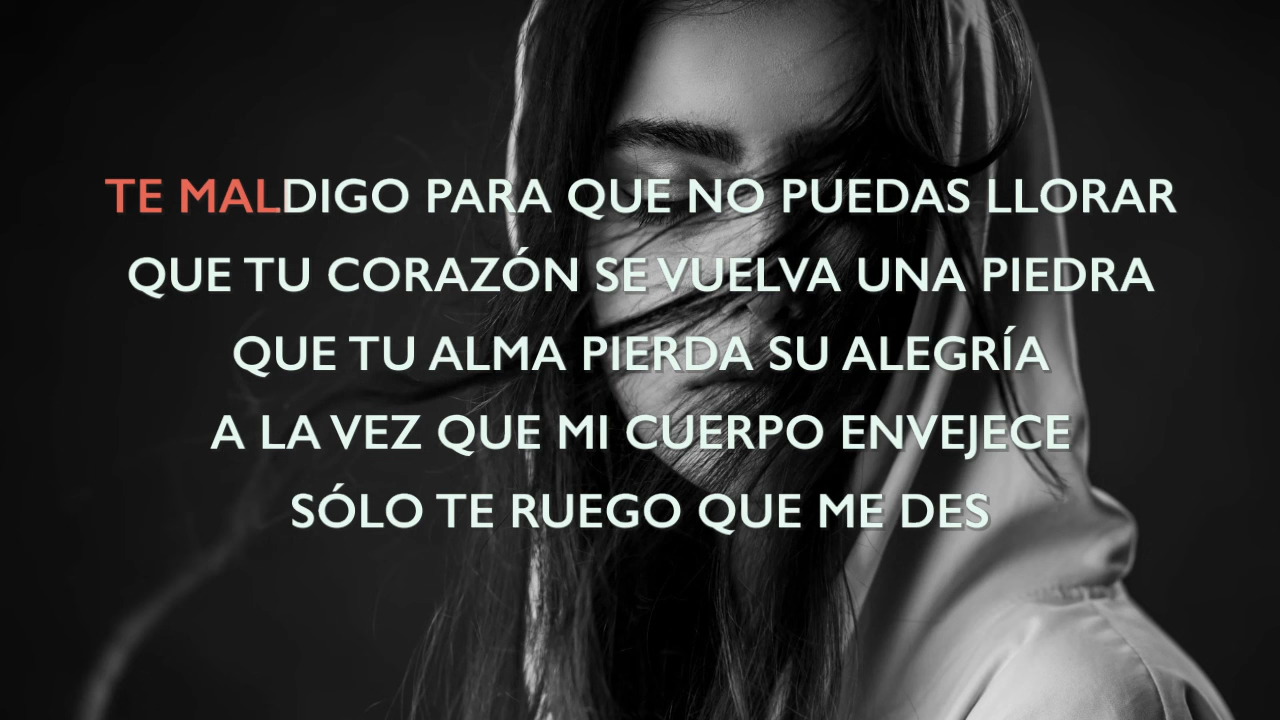 TE MALDIGO PARA QUE NO PUEDAS LLORAR
QUE TU CORAZÓN SE VUELVA UNA PIEDRA
QUE TU ALMA PIERDA SU ALEGRÍA
A LA VEZ QUE MI CUERPO ENVEJECE
SÓLO TE RUEGO QUE ME DES